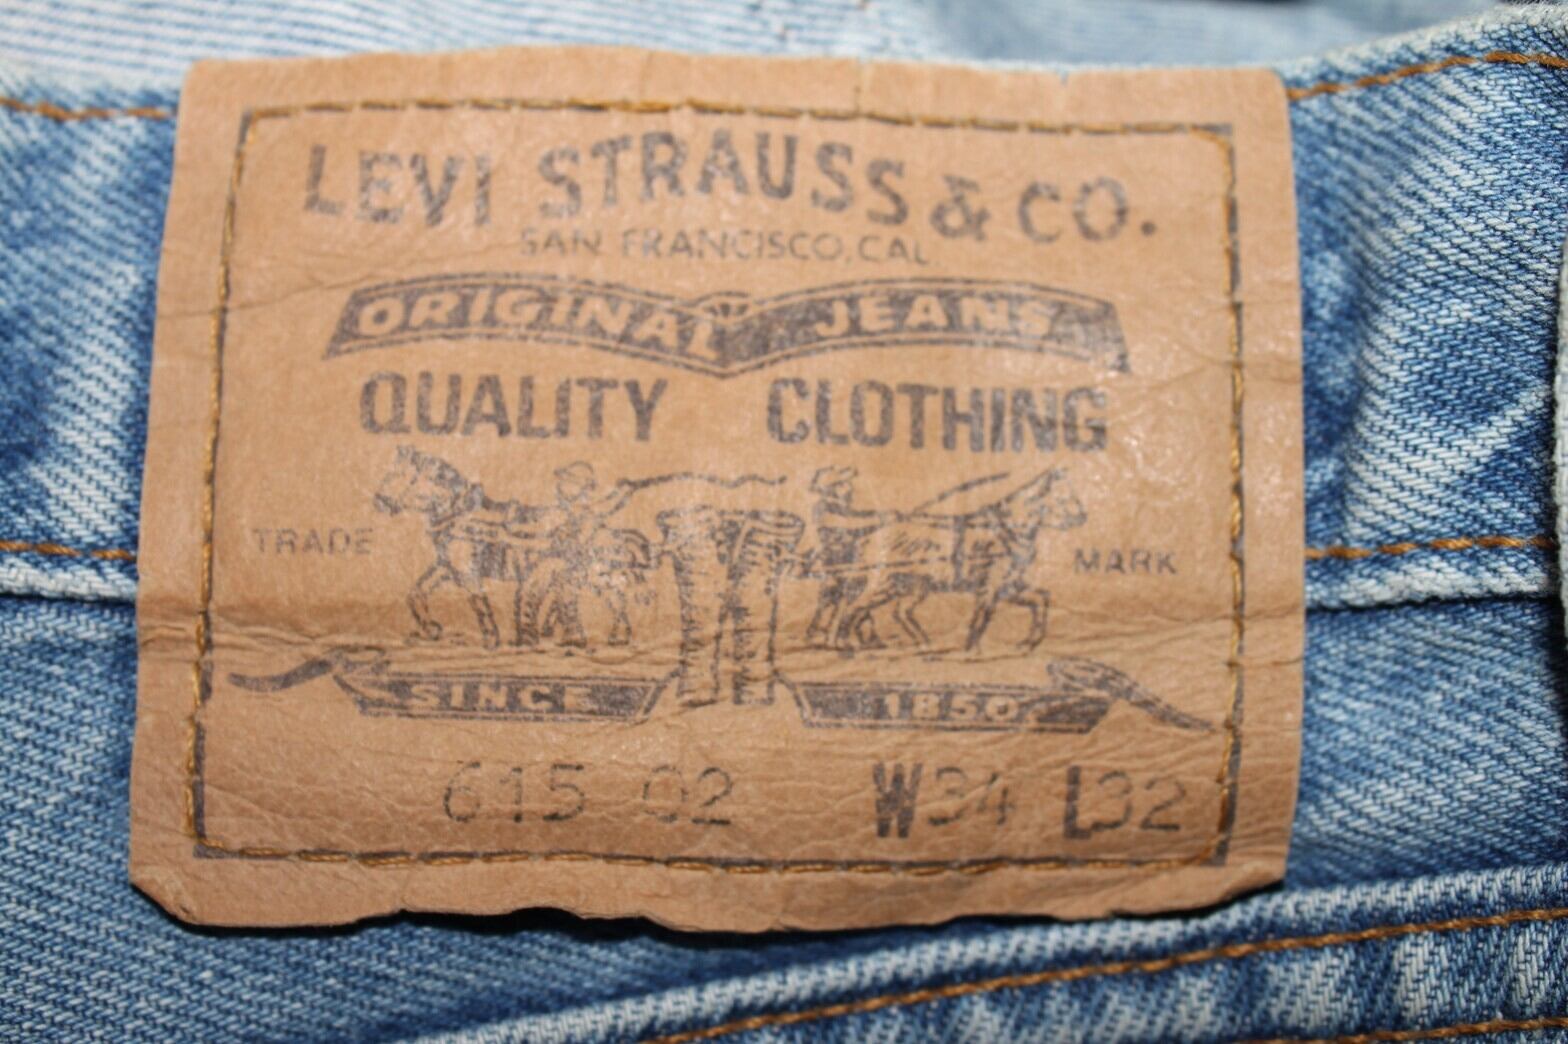 LEVI STRAUSS & CO.
SAN FRANCISCO, CAL
ORIGINAL JEANS
QUALITY CLOTHING
TRADE MARK
SINCE 1850
615 02 W34 L32